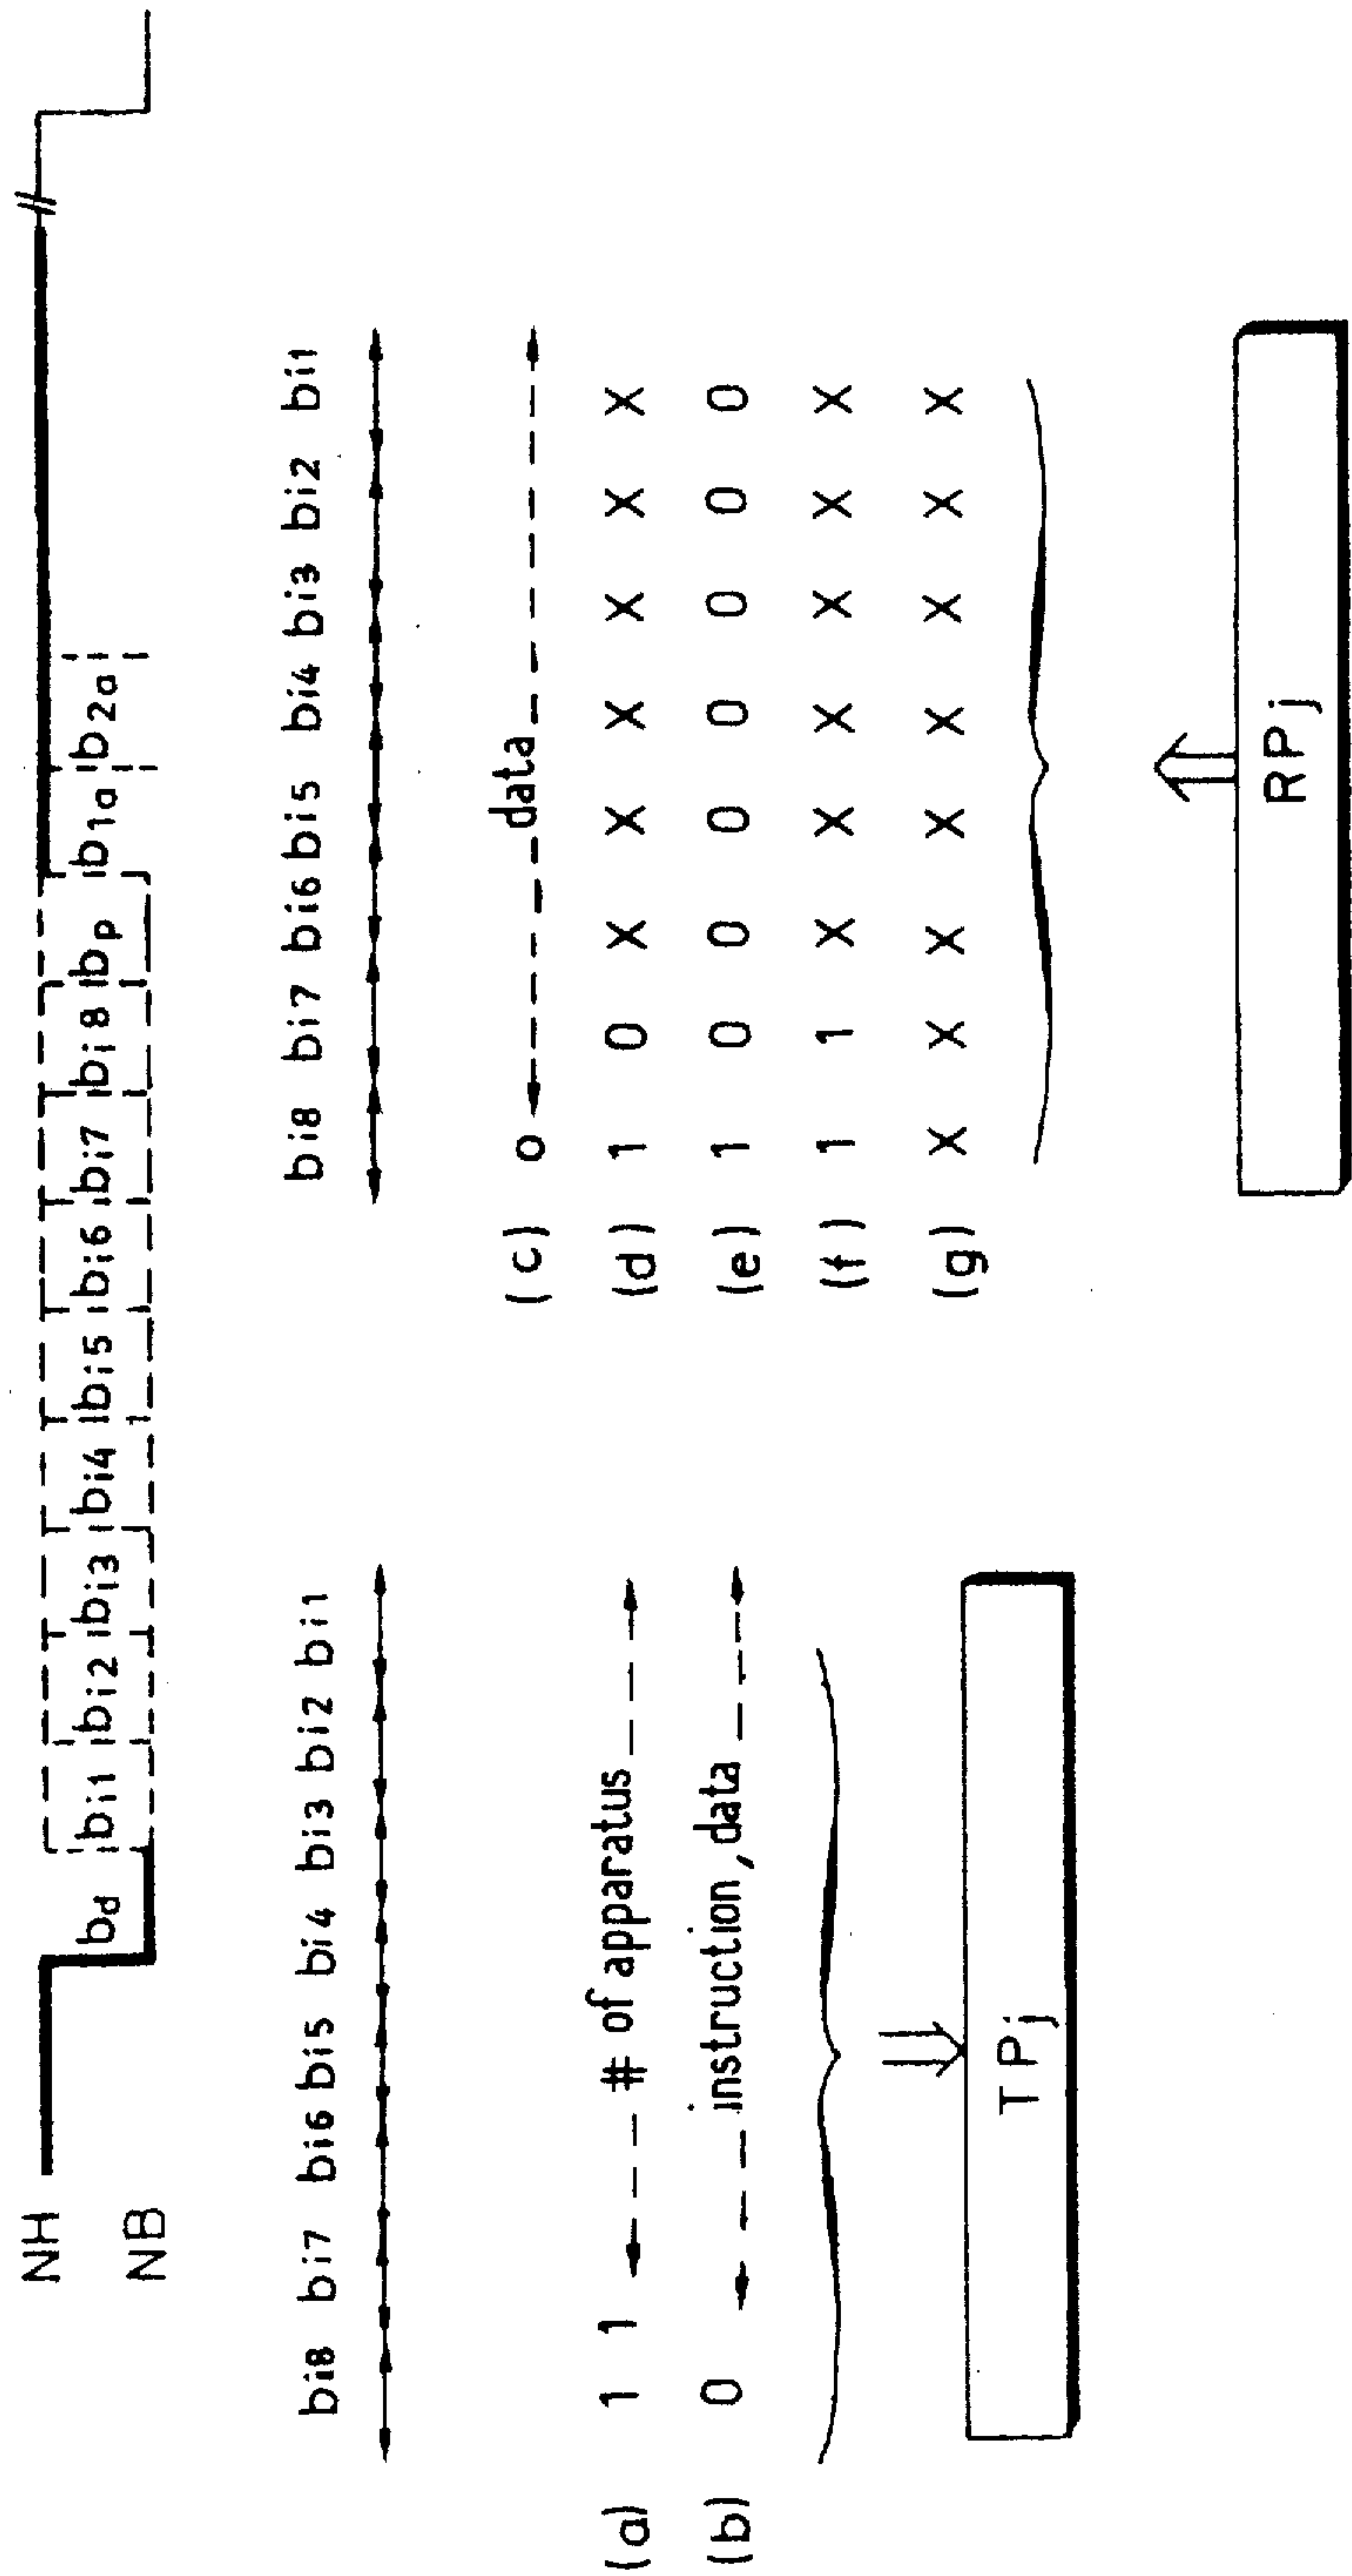 NH
NB
bd bi1 bi2 bi3 bi4 bi5 bi6 bi7 bi8 bp b1a b2a
bi8 bi7 bi6 bi5 bi4 bi3 bi2 bi1
(a) 1 1 # of apparatus
(b) 0 instruction, data
TPj
bi8 bi7 bi6 bi5 bi4 bi3 bi2 bi1
(c) 0 data
(d) 1 0 X X X X X X
(e) 1 0 0 0 0 0 0 0
(f) 1 1 X X X X X X
(g) X X X X X X X X
RPj